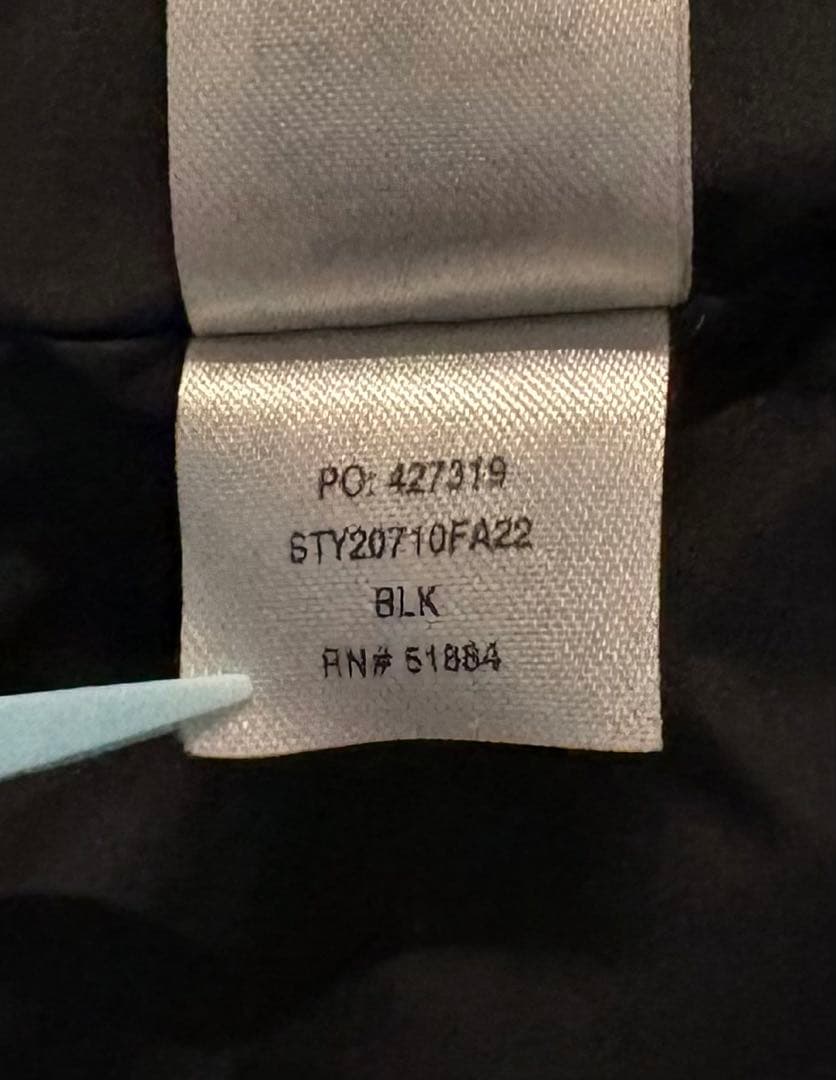 PO: 427319
STY20710FA22
BLK
RN# 51884